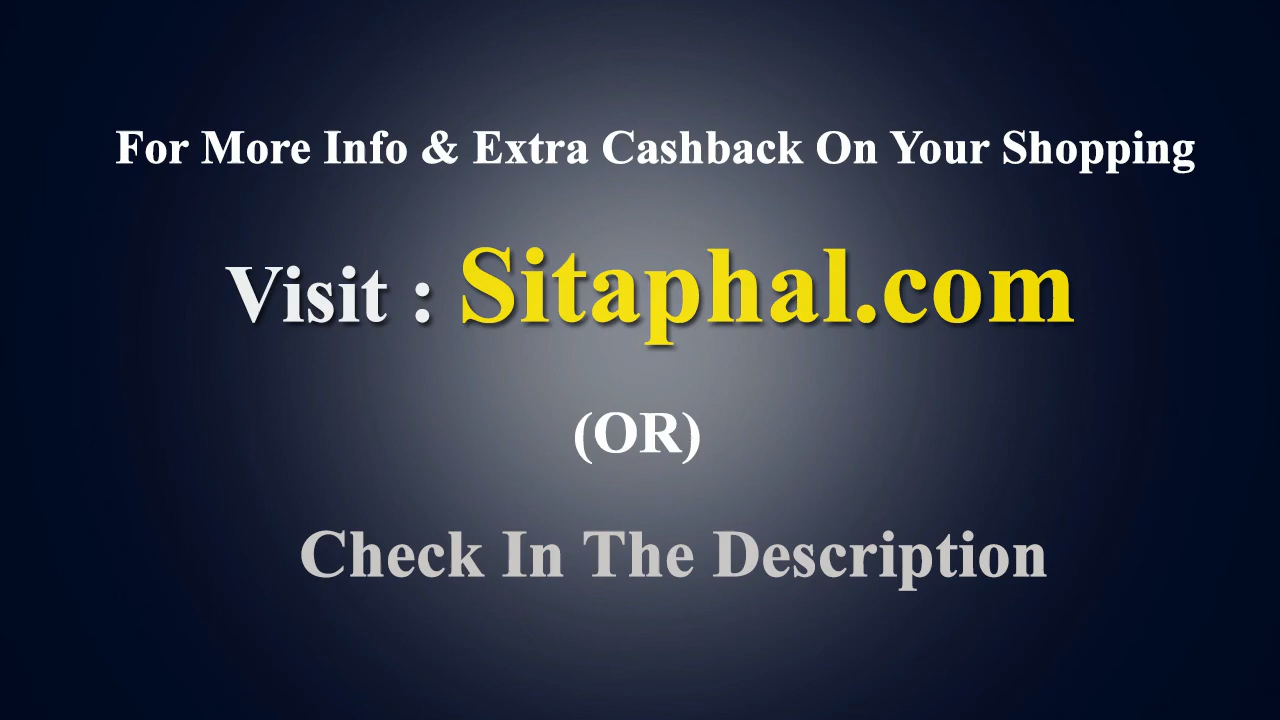 For More Info & Extra Cashback On Your Shopping
Visit : Sitaphal.com
(OR)
Check In The Description